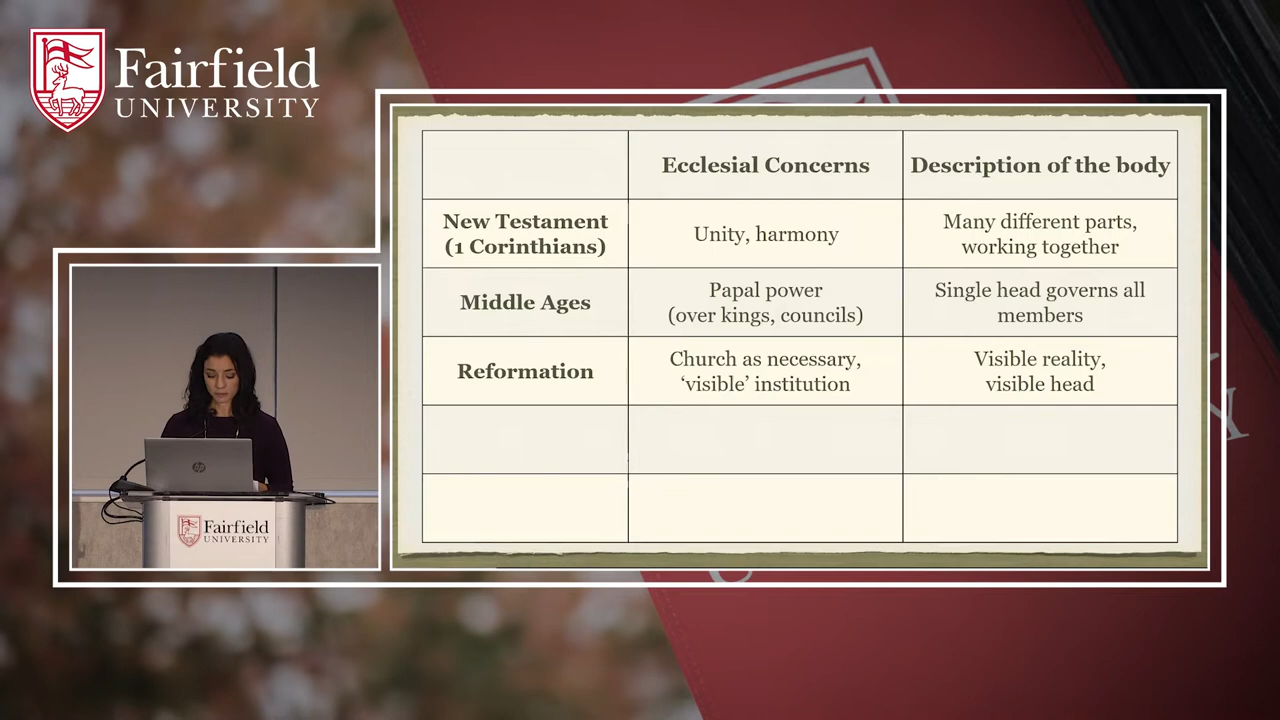 Fairfield
UNIVERSITY
Ecclesial Concerns
Description of the body
New Testament
(1 Corinthians)
Unity, harmony
Many different parts,
working together
Middle Ages
Papal power
(over kings, councils)
Single head governs all
members
Reformation
Church as necessary,
‘visible’ institution
Visible reality,
visible head
hp
Fairfield
UNIVERSITY